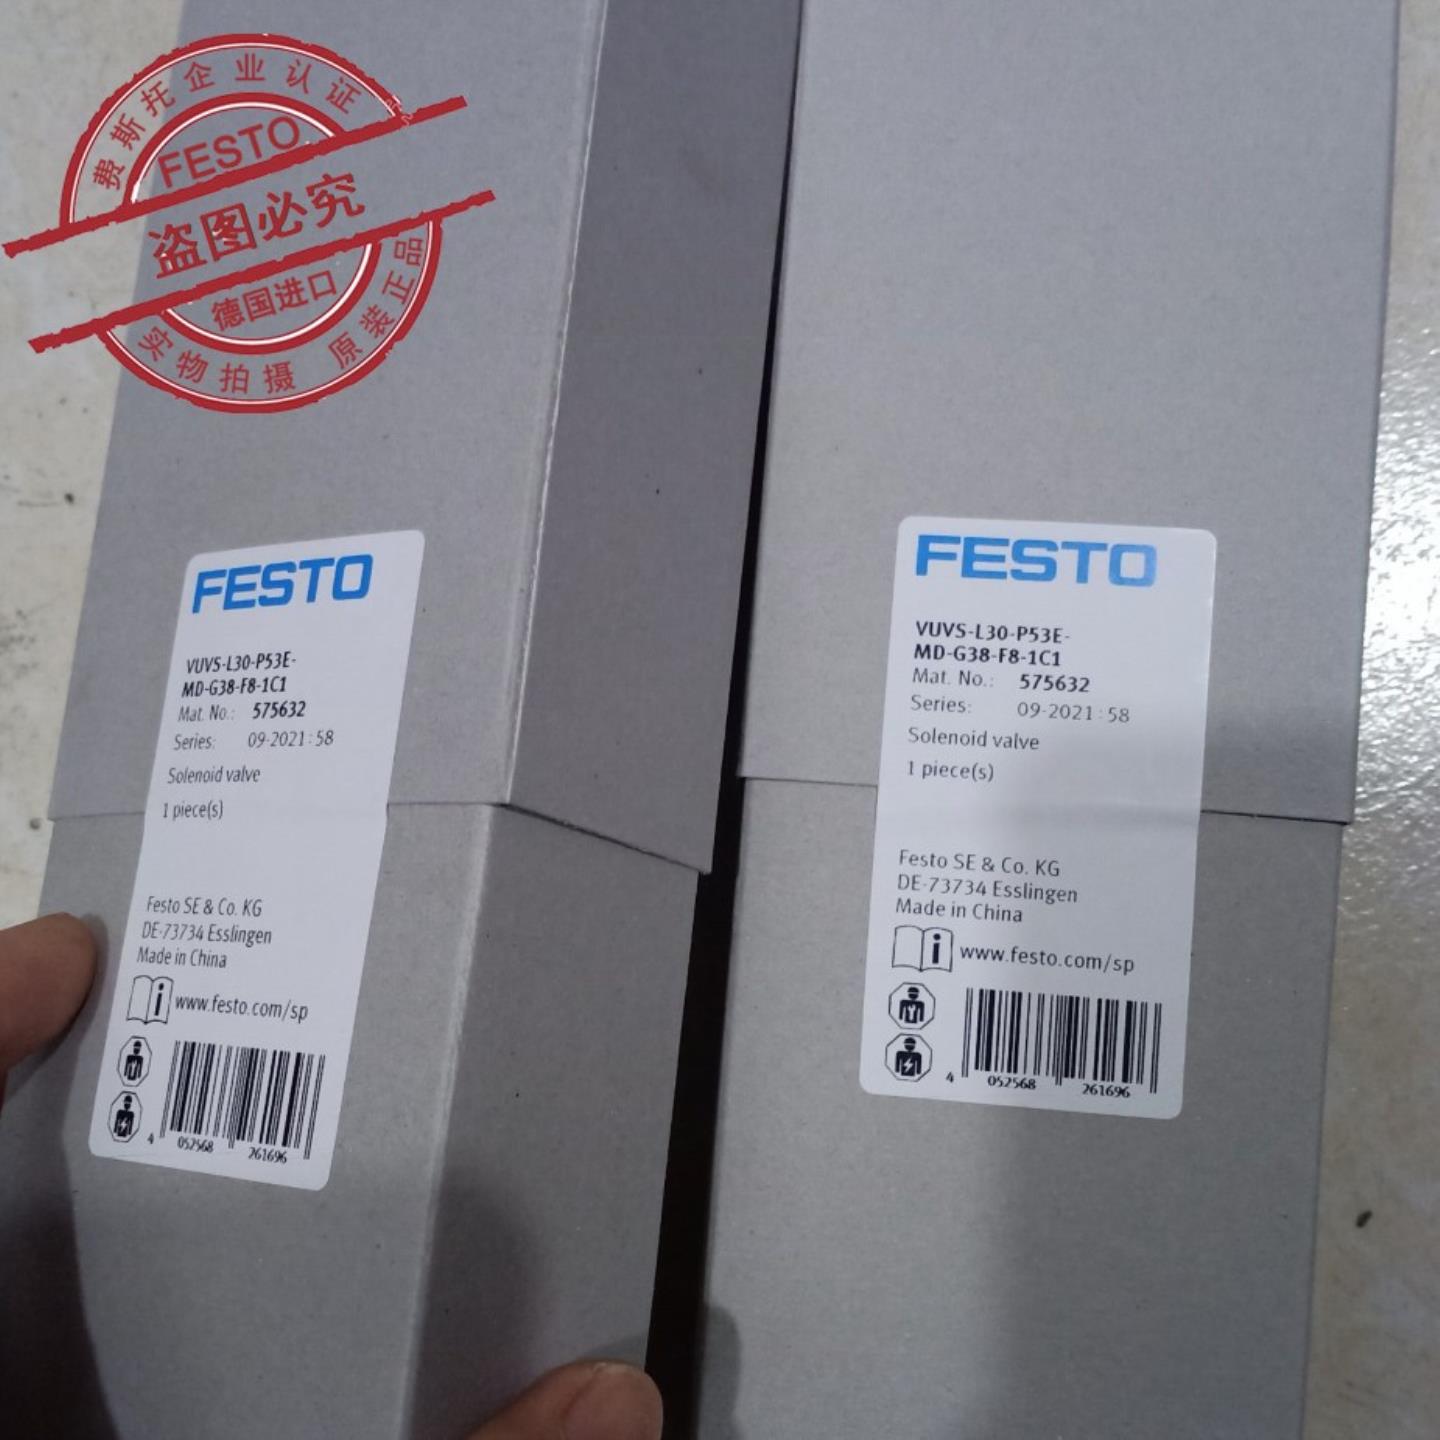 费斯托企业认证
FESTO
盗图必究
德国进口
实物拍摄 原装正品
FESTO
VUVS-L30-P53E-
MD-G38-F8-1C1
Mat. No.: 575632
Series: 09-2021:58
Solenoid valve
1 piece(s)
Festo SE & Co. KG
DE-73734 Esslingen
Made in China
i www.festo.com/sp
4 052568 261696
FESTO
VUVS-L30-P53E-
MD-G38-F8-1C1
Mat. No.: 575632
Series: 09-2021:58
Solenoid valve
1 piece(s)
Festo SE & Co. KG
DE-73734 Esslingen
Made in China
i www.festo.com/sp
4 052568 261696